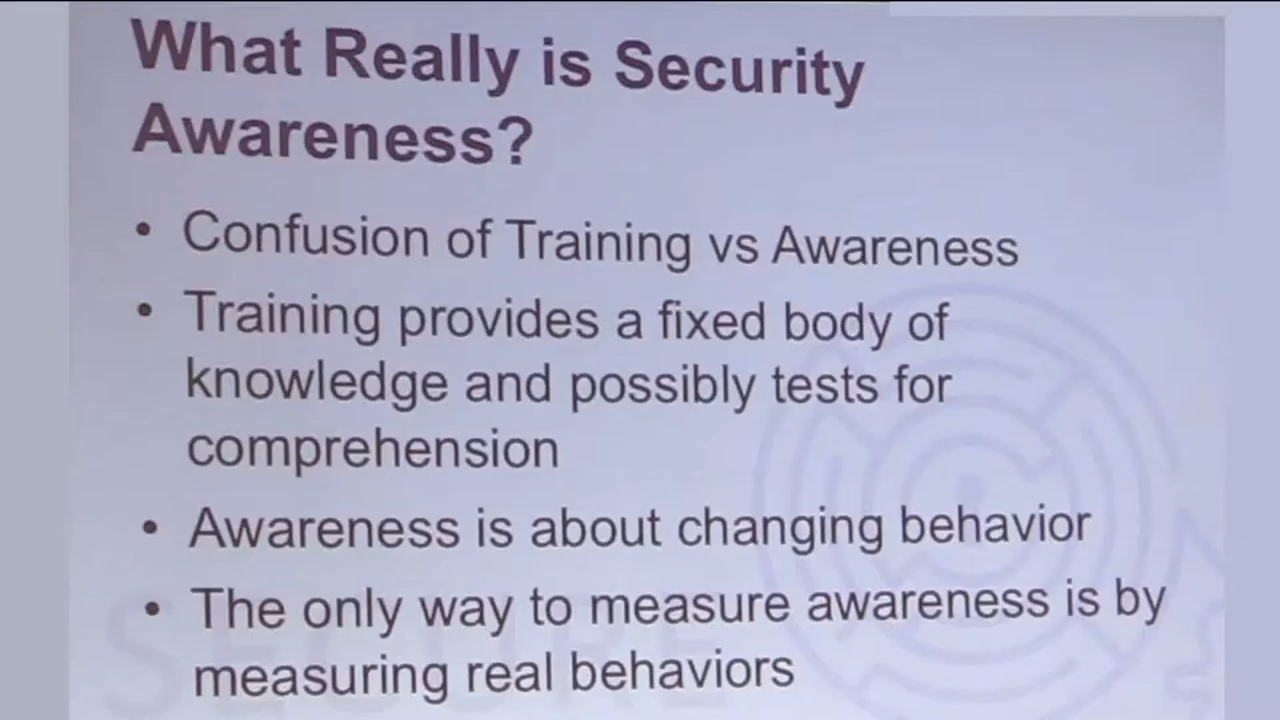 What Really is Security
Awareness?
• Confusion of Training vs Awareness
• Training provides a fixed body of
knowledge and possibly tests for
comprehension
• Awareness is about changing behavior
• The only way to measure awareness is by
measuring real behaviors
SECURE